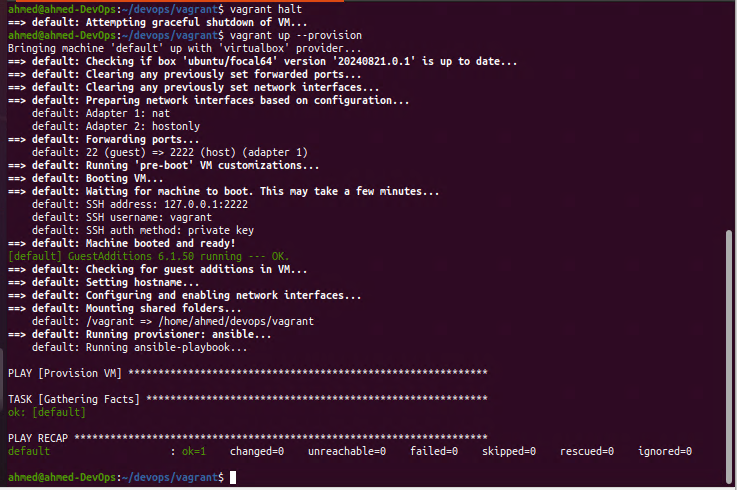 ahmed@ahmed-DevOps:~/devops/vagrant$ vagrant halt
==> default: Attempting graceful shutdown of VM...
ahmed@ahmed-DevOps:~/devops/vagrant$ vagrant up --provision
Bringing machine 'default' up with 'virtualbox' provider...
==> default: Checking if box 'ubuntu/focal64' version '20240821.0.1' is up to date...
==> default: Clearing any previously set forwarded ports...
==> default: Clearing any previously set network interfaces...
==> default: Preparing network interfaces based on configuration...
    default: Adapter 1: nat
    default: Adapter 2: hostonly
==> default: Forwarding ports...
    default: 22 (guest) => 2222 (host) (adapter 1)
==> default: Running 'pre-boot' VM customizations...
==> default: Booting VM...
==> default: Waiting for machine to boot. This may take a few minutes...
    default: SSH address: 127.0.0.1:2222
    default: SSH username: vagrant
    default: SSH auth method: private key
==> default: Machine booted and ready!
[default] GuestAdditions 6.1.50 running --- OK.
==> default: Checking for guest additions in VM...
==> default: Setting hostname...
==> default: Configuring and enabling network interfaces...
==> default: Mounting shared folders...
    default: /vagrant => /home/ahmed/devops/vagrant
==> default: Running provisioner: ansible...
    default: Running ansible-playbook...
PLAY [Provision VM] ************************************************************
TASK [Gathering Facts] *********************************************************
ok: [default]
PLAY RECAP *********************************************************************
default                    : ok=1    changed=0    unreachable=0    failed=0    skipped=0    rescued=0    ignored=0
ahmed@ahmed-DevOps:~/devops/vagrant$